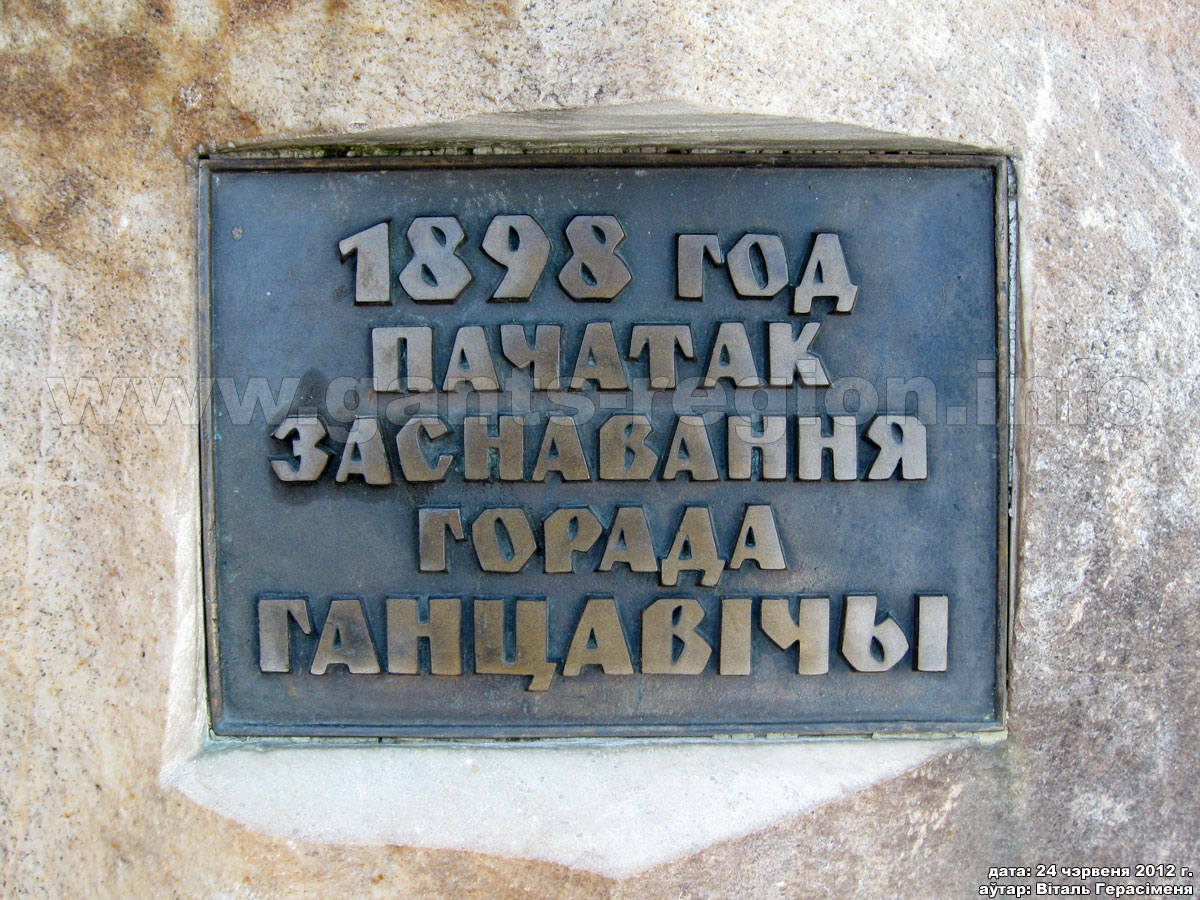 1898 ГОД
ПАЧАТАК
ЗАСНАВАННЯ
ГОРАДА
ГАНЦАВІЧЫ
www.gants-region.info
дата: 24 чэрвеня 2012 г.
аўтар: Віталь Герасіменя